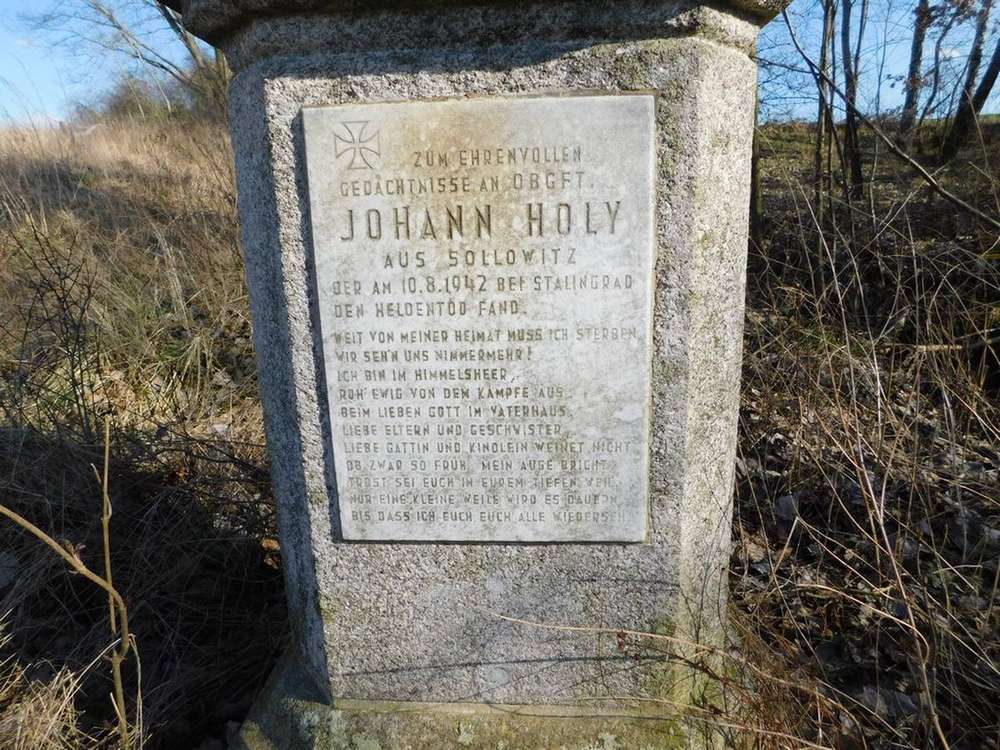 ZUM EHRENVOLLEN
GEDÄCHTNISSE AN OBGFT.
JOHANN HOLY
AUS SOLLOWITZ
DER AM 10.8.1942 BEI STALINGRAD
DEN HELDENTOD FAND.
WEIT VON MEINER HEIMAT MUSS ICH STERBEN
WIR SEH'N UNS NIMMERMEHR!
ICH BIN IM HIMMELSHEER,
RUH' EWIG VON DEM KAMPFE AUS.
BEIM LIEBEN GOTT IM VATERHAUS.
LIEBE ELTERN UND GESCHWISTER,
LIEBE GATTIN UND KINDLEIN WEINET NICHT
OB ZWAR SO FRÜH MEIN AUGE BRICHT.
TROST SEI EUCH IN EUREM TIEFEN WEH,
NUR EINE KLEINE WEILE WIRD ES DAUERN,
BIS DASS ICH EUCH EUCH ALLE WIEDERSEH.